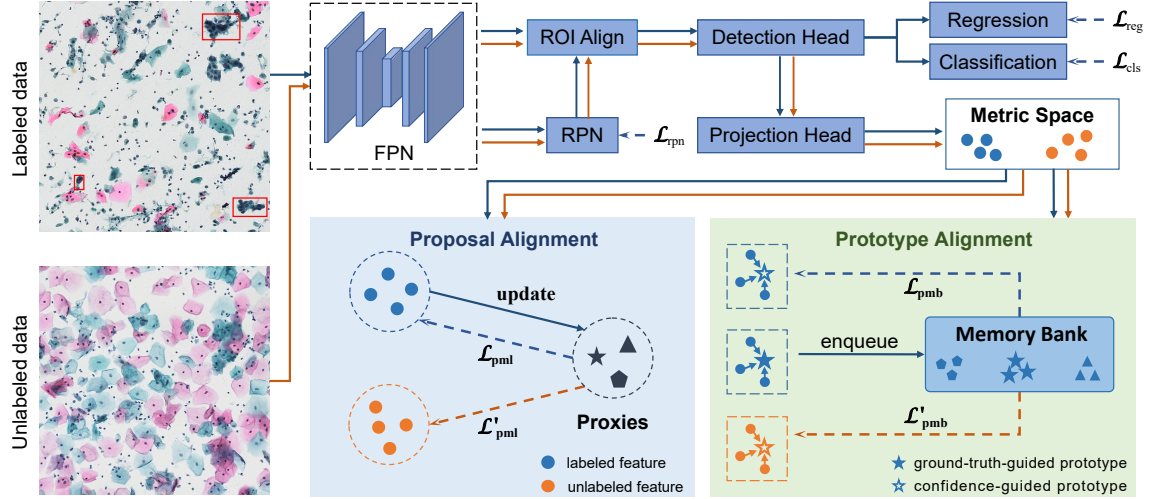 Labeled data
Unlabeled data
FPN
ROI Align
RPN
ℒrpn
Detection Head
Projection Head
Regression
ℒreg
Classification
ℒcls
Metric Space
Proposal Alignment
update
ℒpml
ℒ'pml
Proxies
labeled feature
unlabeled feature
Prototype Alignment
ℒpmb
enqueue
Memory Bank
ℒ'pmb
ground-truth-guided prototype
confidence-guided prototype